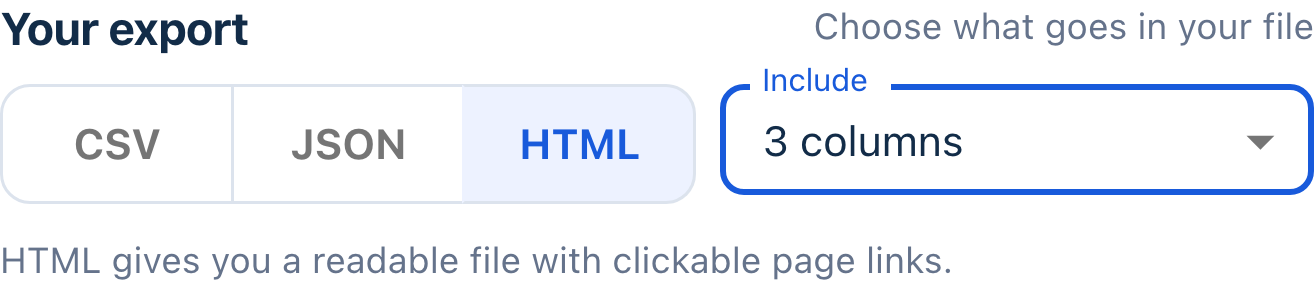 Your export
Choose what goes in your file
Include
CSV
JSON
HTML
3 columns
HTML gives you a readable file with clickable page links.